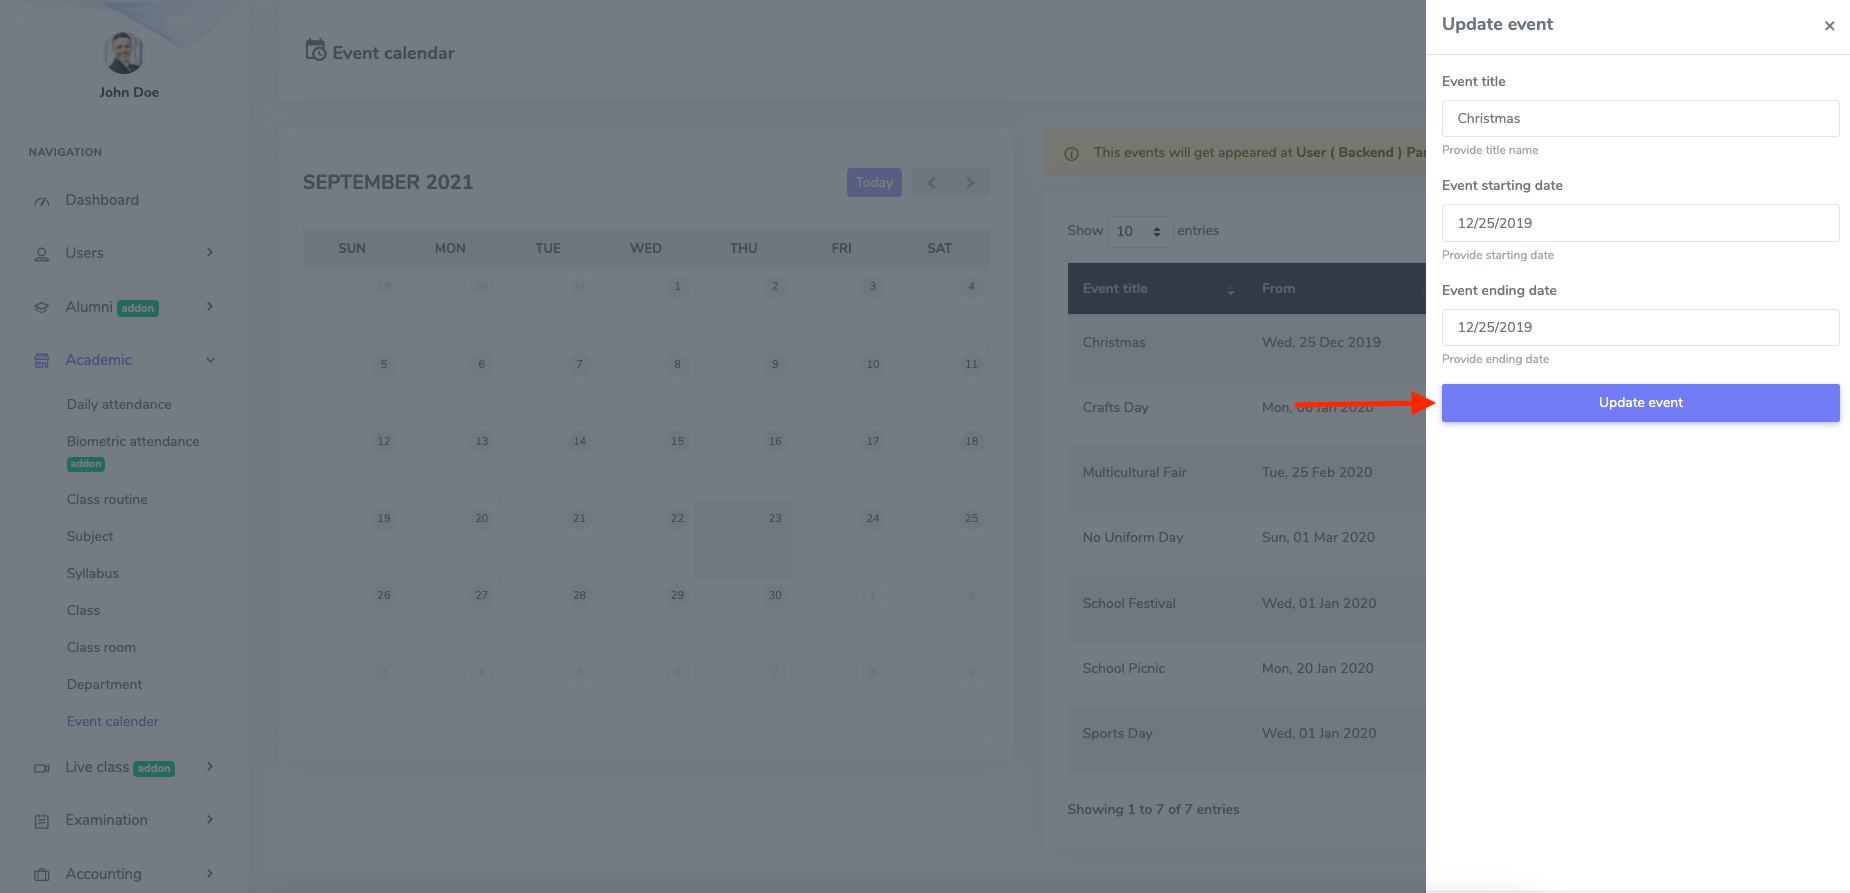 John Doe
NAVIGATION
Dashboard
Users
Alumni addon
Academic
Daily attendance
Biometric attendance
addon
Class routine
Subject
Syllabus
Class
Class room
Department
Event calender
Live class addon
Examination
Accounting
Event calendar
SEPTEMBER 2021
Today
SUN MON TUE WED THU FRI SAT
29 30 31 1 2 3 4
5 6 7 8 9 10 11
12 13 14 15 16 17 18
19 20 21 22 23 24 25
26 27 28 29 30 1 2
3 4 5 6 7 8 9
This events will get appeared at User ( Backend ) Par
Show 10 entries
Event title From
Christmas Wed, 25 Dec 2019
Crafts Day Mon, 06 Jan 2020
Multicultural Fair Tue, 25 Feb 2020
No Uniform Day Sun, 01 Mar 2020
School Festival Wed, 01 Jan 2020
School Picnic Mon, 20 Jan 2020
Sports Day Wed, 01 Jan 2020
Showing 1 to 7 of 7 entries
Update event ×
Event title
Christmas
Provide title name
Event starting date
12/25/2019
Provide starting date
Event ending date
12/25/2019
Provide ending date
Update event